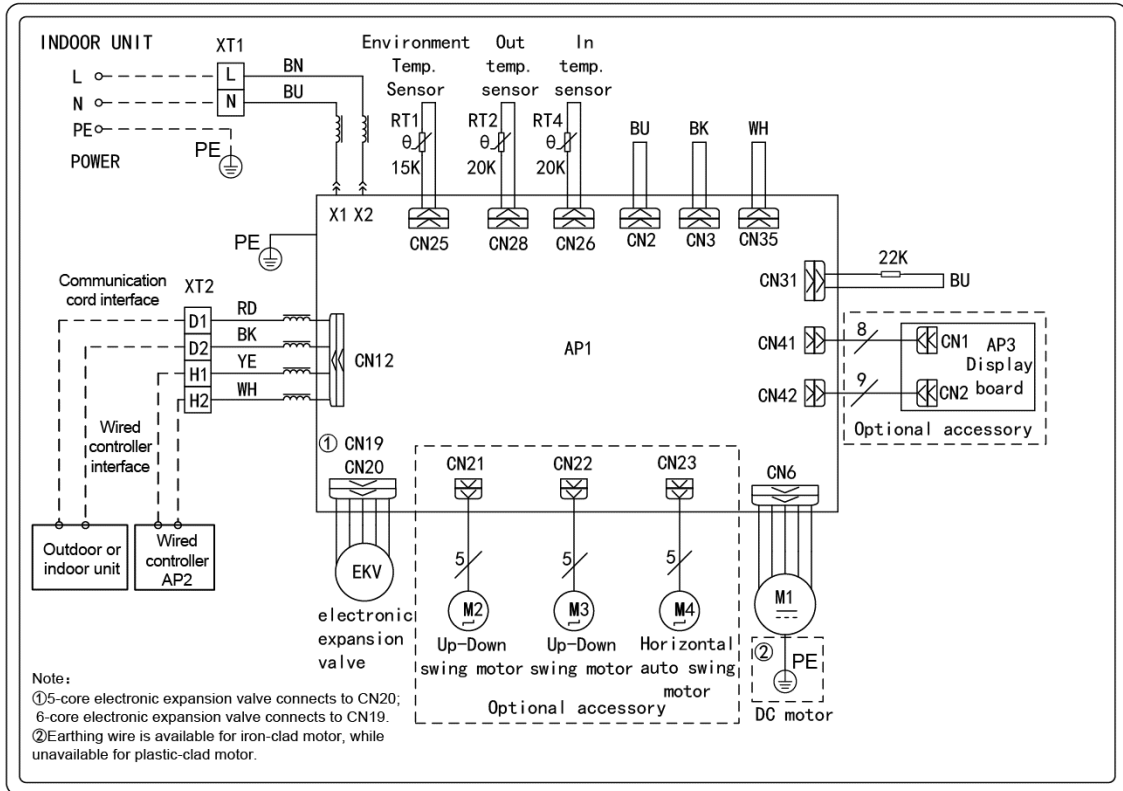 INDOOR UNIT
XT1
L
L
BN
N
N
BU
PE
PE
POWER
Environment
Temp.
Sensor
Out
temp.
sensor
In
temp.
sensor
RT1
RT2
RT4
θ
θ
θ
15K
20K
20K
BU
BK
WH
X1 X2
CN25
CN28
CN26
CN2
CN3
CN35
PE
Communication
cord interface
XT2
D1
RD
D2
BK
H1
YE
H2
WH
CN12
AP1
CN31
22K
BU
CN41
8
CN1
AP3
Display
board
CN42
9
CN2
Optional accessory
Wired
controller
interface
① CN19
CN20
CN21
CN22
CN23
CN6
Outdoor or
indoor unit
Wired
controller
AP2
EKV
electronic
expansion
valve
5
5
5
M2
M3
M4
M1
Up-Down
swing motor
Up-Down
swing motor
Horizontal
auto swing
motor
Optional accessory
②
PE
DC motor
Note:
①5-core electronic expansion valve connects to CN20;
6-core electronic expansion valve connects to CN19.
②Earthing wire is available for iron-clad motor, while
unavailable for plastic-clad motor.